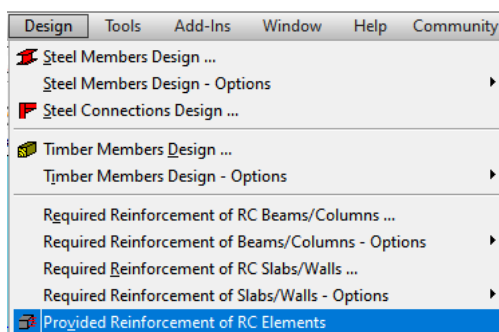 Design Tools Add-Ins Window Help Community
Steel Members Design ...
Steel Members Design - Options
Steel Connections Design ...
Timber Members Design ...
Timber Members Design - Options
Required Reinforcement of RC Beams/Columns ...
Required Reinforcement of Beams/Columns - Options
Required Reinforcement of RC Slabs/Walls ...
Required Reinforcement of Slabs/Walls - Options
Provided Reinforcement of RC Elements